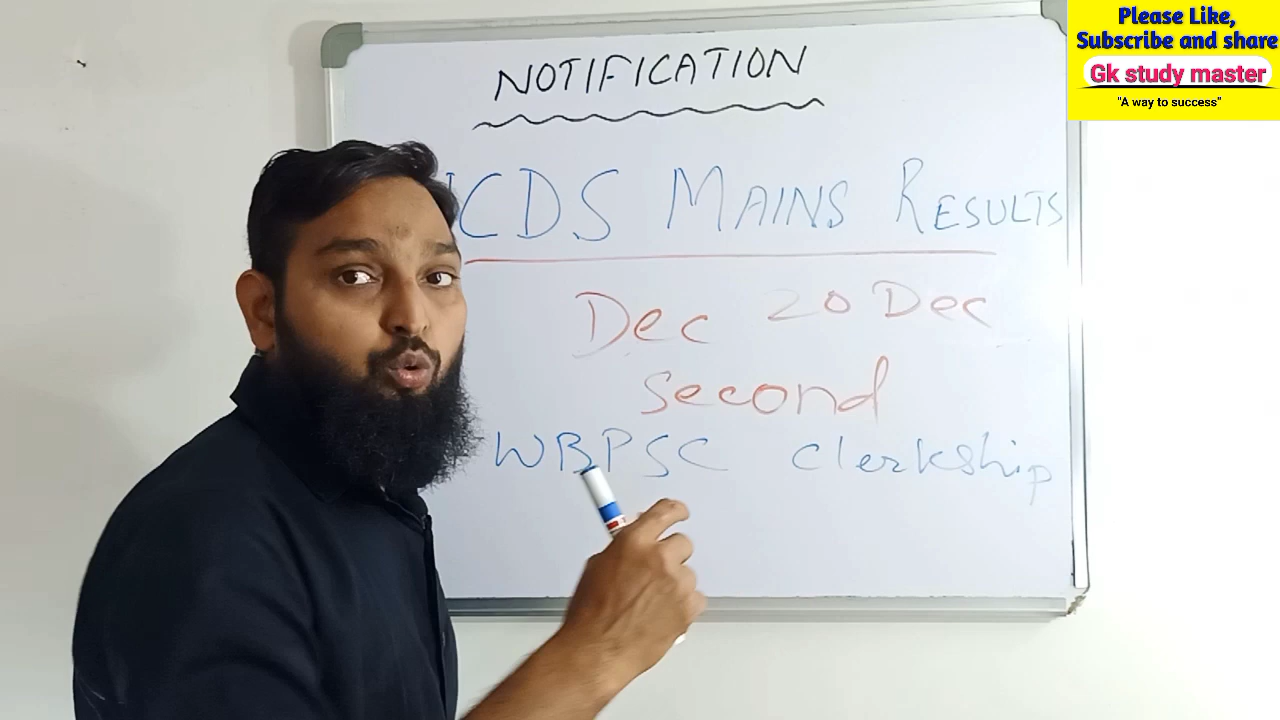 Please Like,
Subscribe and share
Gk study master
"A way to success"
NOTIFICATION
ICDS MAINS RESULTS
Dec 20 Dec
second
WBPSC clerkship